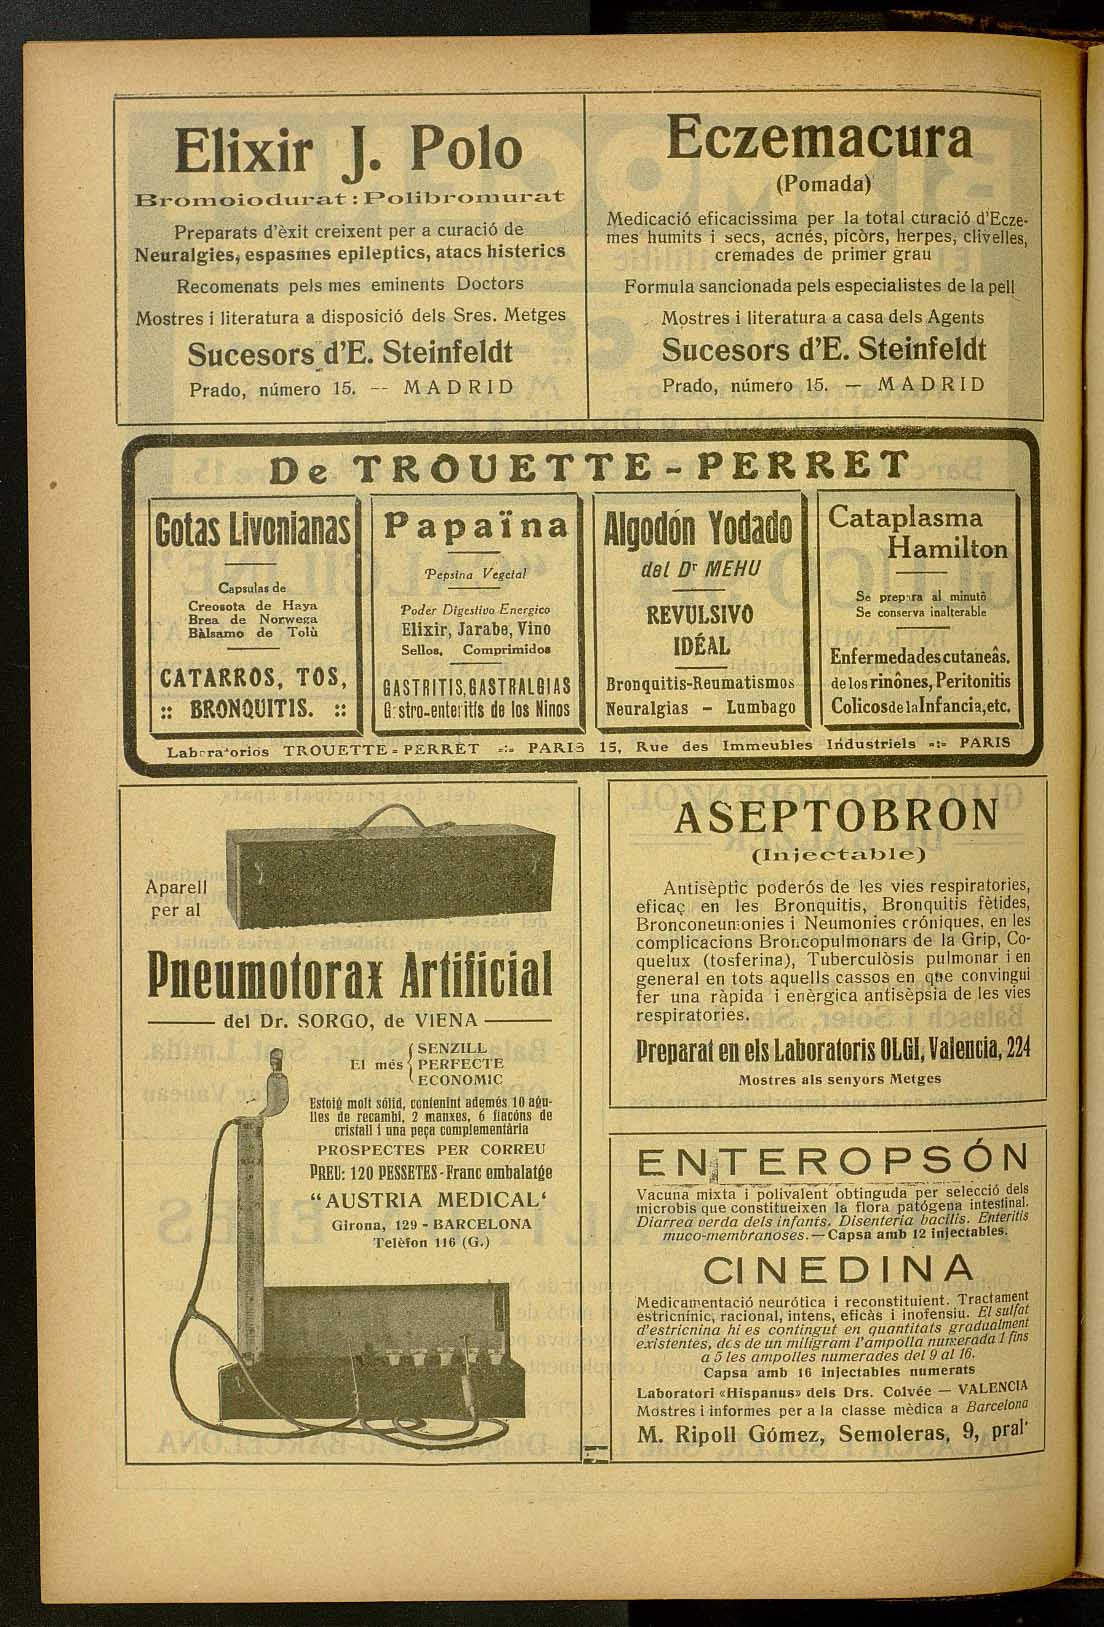 Elixir J. Polo
Bromoiodurat : Polibromurat
Preparats d'èxit creixent per a curació de
Neuralgies, espasmes epileptics, atacs histerics
Recomenats pels mes eminents Doctors
Mostres i literatura a disposició dels Sres. Metges
Sucesors d'E. Steinfeldt
Prado, número 15. -- MADRID
Eczemacura
(Pomada)
Medicació eficacissima per la total curació d'Ecze-
mes humits i secs, acnés, picòrs, herpes, clivelles,
cremades de primer grau
Formula sancionada pels especialistes de la pell
Mostres i literatura a casa dels Agents
Sucesors d'E. Steinfeldt
Prado, número 15. — MADRID
De TROUETTE - PERRET
Gotas Livonianas
Capsulas de
Creosota de Haya
Brea de Norwega
Bàlsamo de Tolù
CATARROS, TOS,
:: BRONQUITIS. ::
Papaïna
Pepsina Vegetal
Poder Digestivo Energico
Elixir, Jarabe, Vino
Sellos, Comprimidos
GASTRITIS, GASTRALGIAS
G stro-enteritis de los Ninos
Algodón Yodado
del Dr MEHU
REVULSIVO
IDÉAL
Bronquitis-Reumatismos
Neuralgias - Lumbago
Cataplasma
Hamilton
Se prepara al minutô
Se conserva inalterable
Enfermedades cutaneâs.
de los rinônes, Peritonitis
Colicos de la Infancia, etc.
Laboratorios TROUETTE = PERRET -:- PARIS 15, Rue des Immeubles Industriels -:- PARIS
Aparell
per al
Pneumotorax Artificial
del Dr. SORGO, de VIENA
El més { SENZILL
PERFECTE
ECONOMIC
Estoig molt sólid, contenint ademés 10 agu-
lles de recambi, 2 manxes, 6 flacóns de
cristall i una peça complementària
PROSPECTES PER CORREU
PREU: 120 PESSETES - Franc embalatge
“AUSTRIA MEDICAL‘
Girona, 129 - BARCELONA
Telèfon 116 (G.)
ASEPTOBRON
(Injectable)
Antisèptic poderós de les vies respiratories,
eficaç en les Bronquitis, Bronquitis fètides,
Bronconeumonies i Neumonies cróniques, en les
complicacions Broncopulmonars de la Grip, Co-
quelux (tosferina), Tuberculòsis pulmonar i en
general en tots aquells cassos en que convingui
fer una ràpida i enèrgica antisèpsia de les vies
respiratories.
Preparat en els Laboratoris OLGI, Valencia, 224
Mostres als senyors Metges
ENTEROPSÓN
Vacuna mixta i polivalent obtinguda per selecció dels
microbis que constitueixen la flora patógena intestinal.
Diarrea verda dels infants. Disenteria bacilis. Enteritis
muco-membranoses. — Capsa amb 12 injectables.
CINEDINA
Medicamentació neurótica i reconstituient. Tractament
estricnínic, racional, intens, eficàs i inofensiu. El sulfat
d'estricnina hi es contingut en quantitats gradualment
existentes, des de un miligram l'ampolla numerada 1 fins
a 5 les ampolles numerades del 9 al 16.
Capsa amb 16 injectables numerats
Laboratori «Hispanus» dels Drs. Colvée — VALENCIA
Mostres i informes per a la classe mèdica a Barcelona
M. Ripoll Gómez, Semoleras, 9, pral·